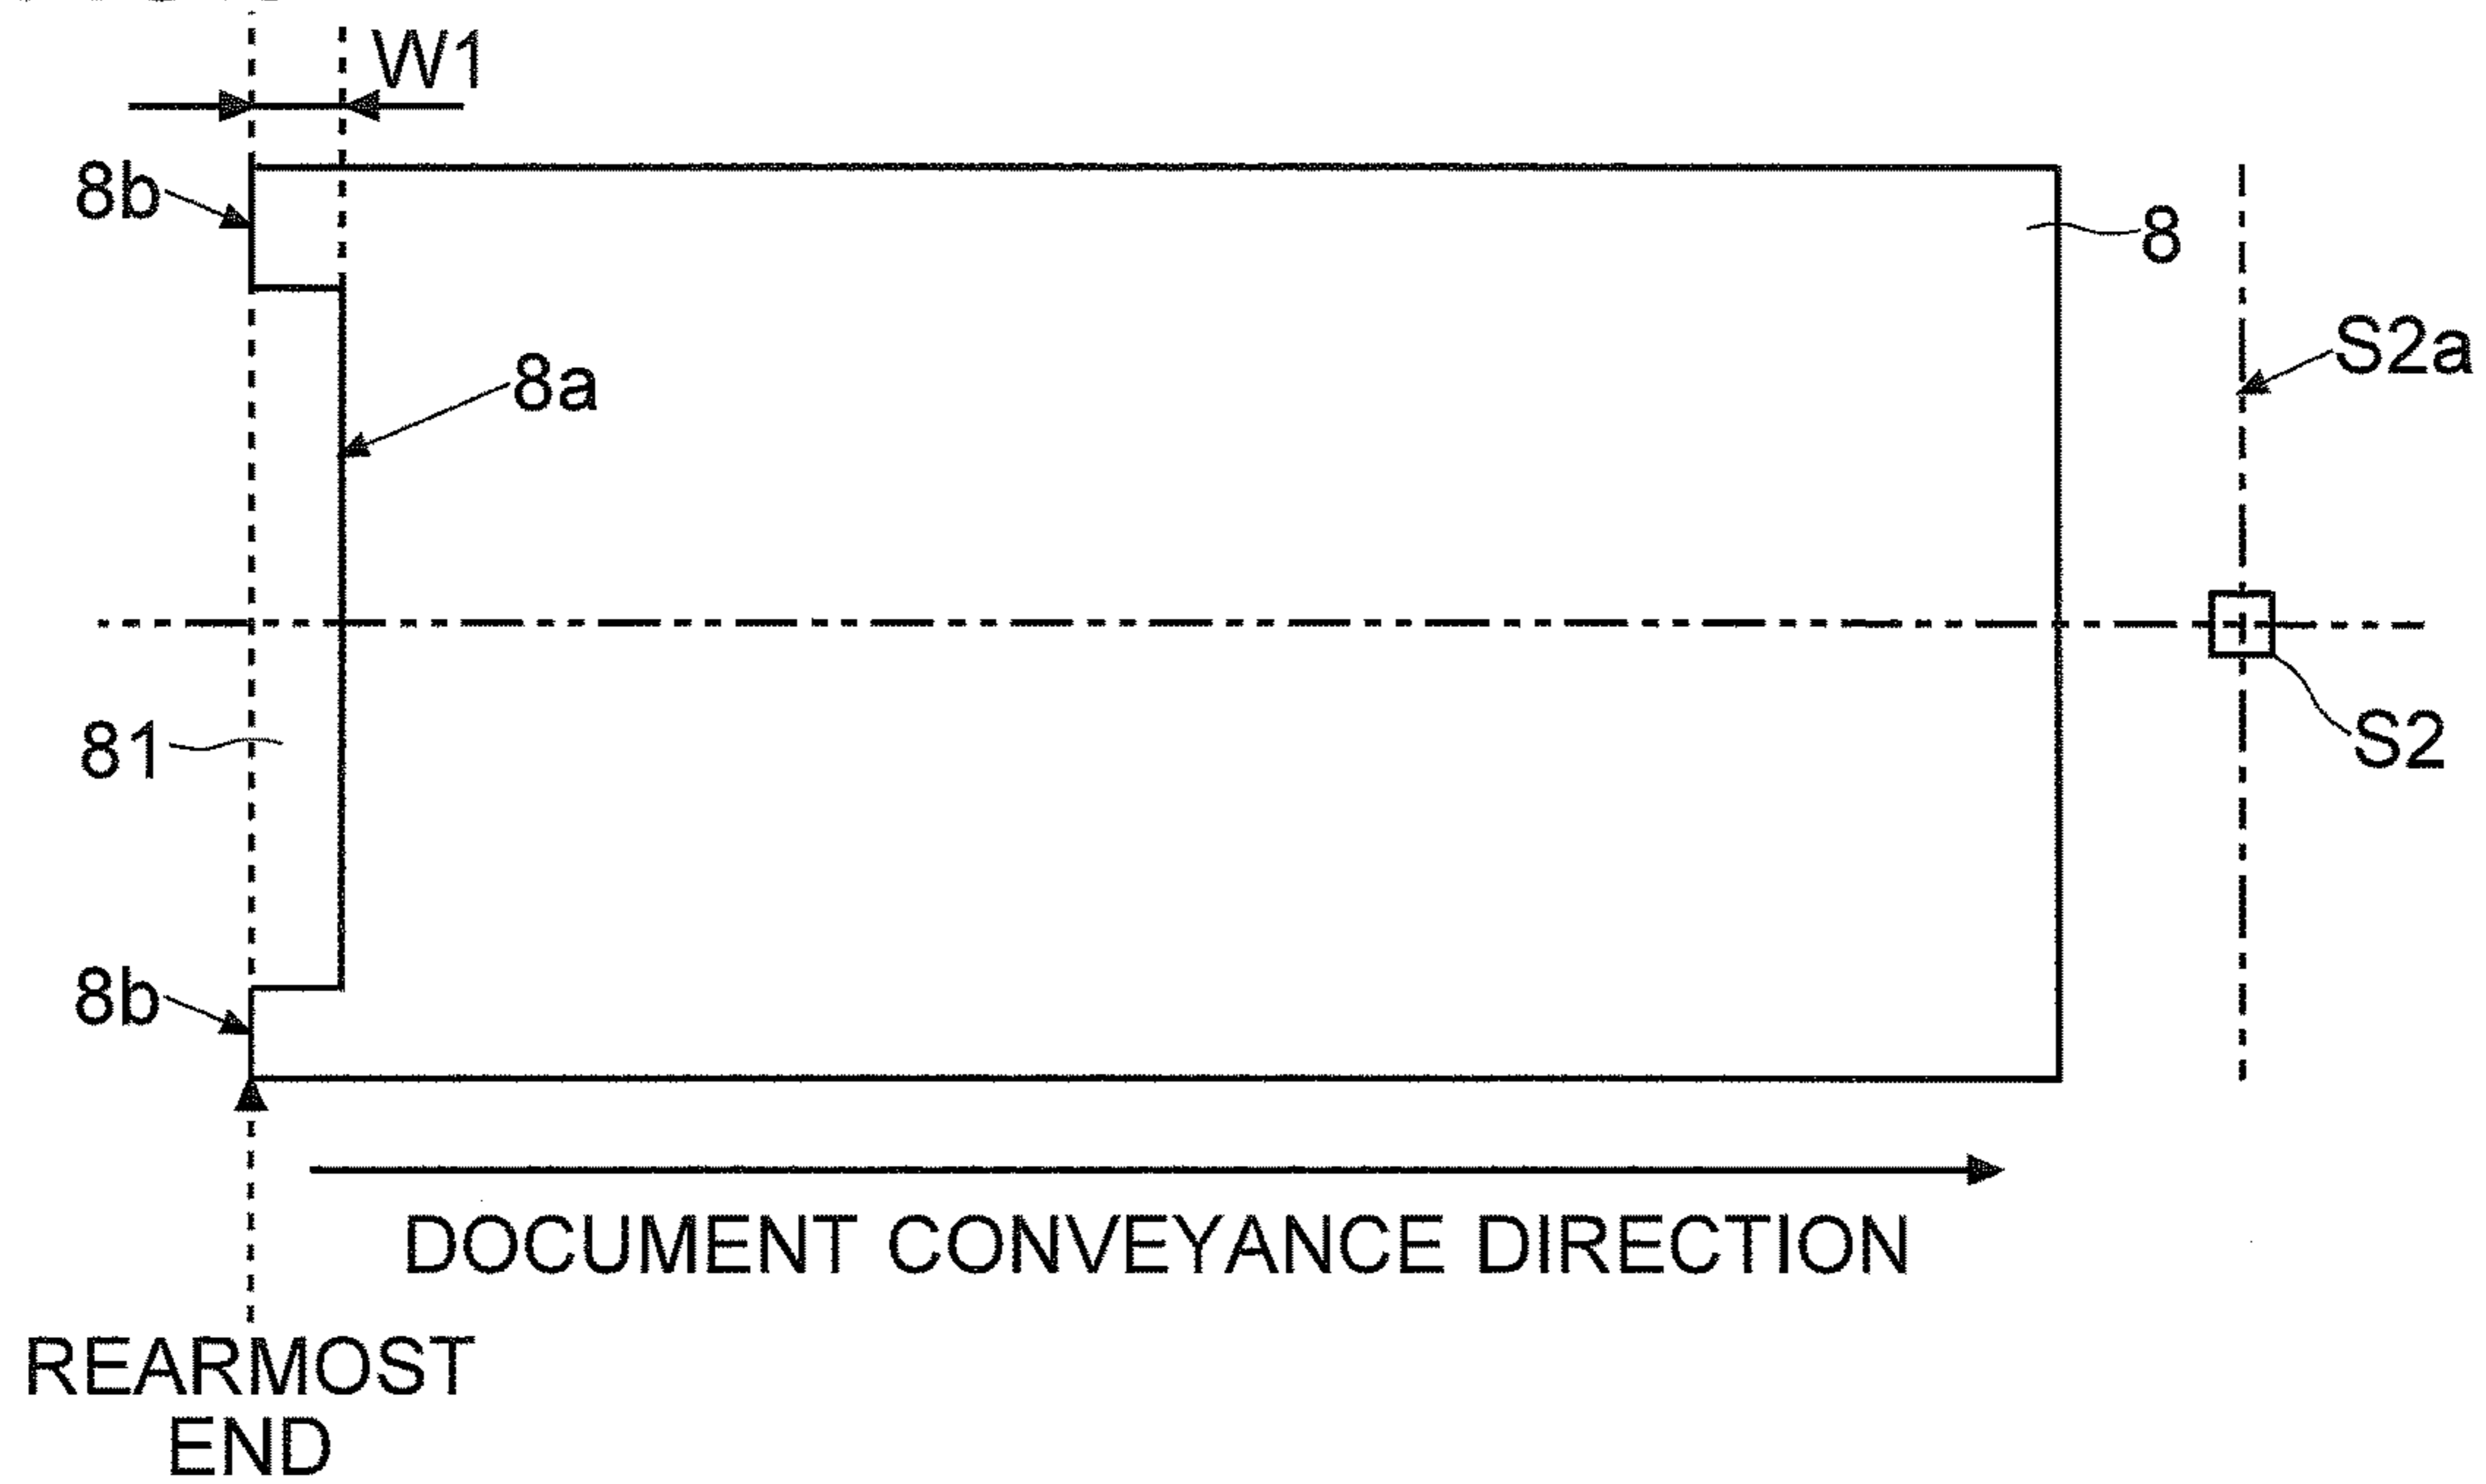 W1
8b
8
S2a
8a
81
S2
8b
DOCUMENT CONVEYANCE DIRECTION
REARMOST
END